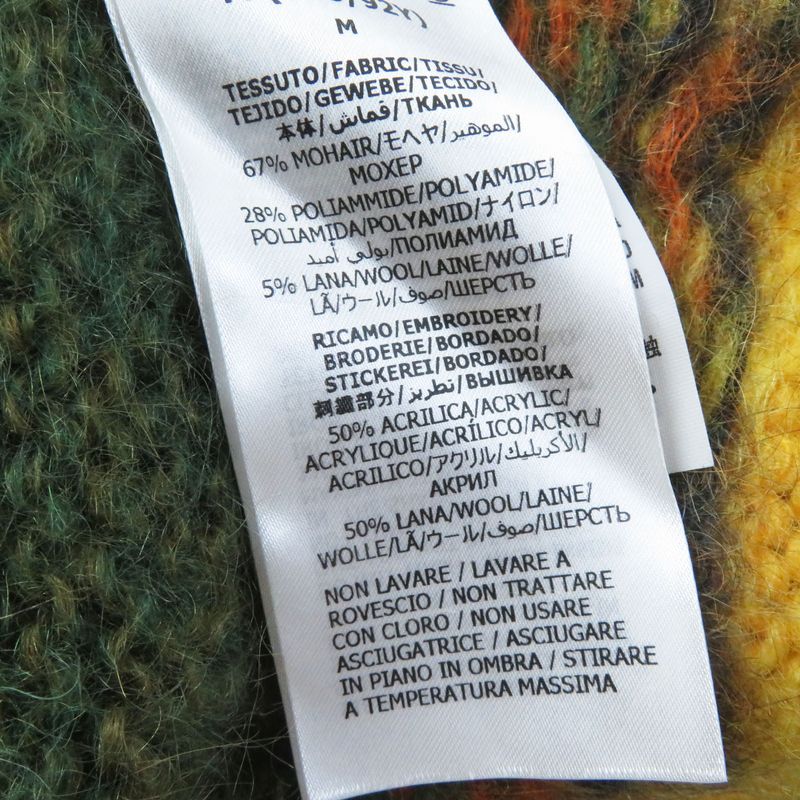 M
TESSUTO/FABRIC/TISSU/
TEJIDO/GEWEBE/TECIDO/
本体/قماش/ТКАНЬ
67% MOHAIR/モヘヤ/الموهير/
МОХЕР
28% POLIAMMIDE/POLYAMIDE/
POLIAMIDA/POLYAMID/ナイロン/
بولي أميد/ПОЛИАМИД
5% LANA/WOOL/LAINE/WOLLE/
LÃ/ウール/صوف/ШЕРСТЬ
RICAMO/EMBROIDERY/
BRODERIE/BORDADO/
STICKEREI/BORDADO/
刺繍部分/تطريز/ВЫШИВКА
50% ACRILICA/ACRYLIC/
ACRYLIQUE/ACRÍLICO/ACRYL/
ACRILICO/アクリル/الأكريليك/
АКРИЛ
50% LANA/WOOL/LAINE/
WOLLE/LÃ/ウール/صوف/ШЕРСТЬ
NON LAVARE / LAVARE A
ROVESCIO / NON TRATTARE
CON CLORO / NON USARE
ASCIUGATRICE / ASCIUGARE
IN PIANO IN OMBRA / STIRARE
A TEMPERATURA MASSIMA